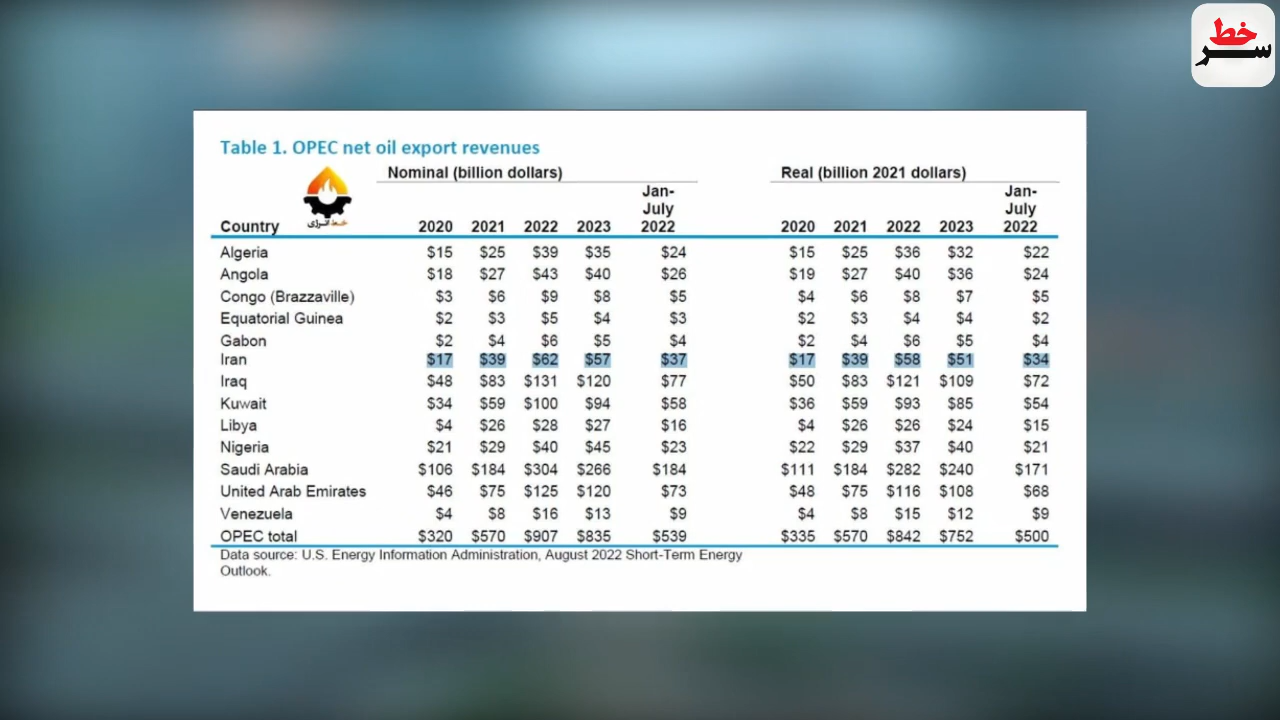 خط
سر
Table 1. OPEC net oil export revenues
Nominal (billion dollars) Real (billion 2021 dollars)
Jan- Jan-
July July
Country 2020 2021 2022 2023 2022 2020 2021 2022 2023 2022
خط انرژی
Algeria $15 $25 $39 $35 $24 $15 $25 $36 $32 $22
Angola $18 $27 $43 $40 $26 $19 $27 $40 $36 $24
Congo (Brazzaville) $3 $6 $9 $8 $5 $4 $6 $8 $7 $5
Equatorial Guinea $2 $3 $5 $4 $3 $2 $3 $4 $4 $2
Gabon $2 $4 $6 $5 $4 $2 $4 $6 $5 $4
Iran $17 $39 $62 $57 $37 $17 $39 $58 $51 $34
Iraq $48 $83 $131 $120 $77 $50 $83 $121 $109 $72
Kuwait $34 $59 $100 $94 $58 $36 $59 $93 $85 $54
Libya $4 $26 $28 $27 $16 $4 $26 $26 $24 $15
Nigeria $21 $29 $40 $45 $23 $22 $29 $37 $40 $21
Saudi Arabia $106 $184 $304 $266 $184 $111 $184 $282 $240 $171
United Arab Emirates $46 $75 $125 $120 $73 $48 $75 $116 $108 $68
Venezuela $4 $8 $16 $13 $9 $4 $8 $15 $12 $9
OPEC total $320 $570 $907 $835 $539 $335 $570 $842 $752 $500
Data source: U.S. Energy Information Administration, August 2022 Short-Term Energy
Outlook.